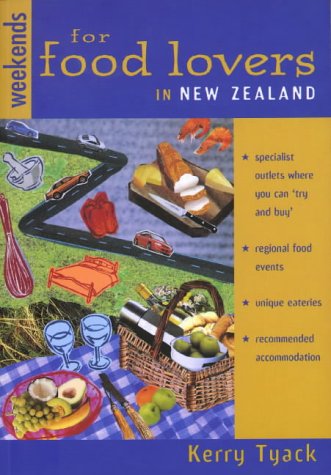 weekends
for
food lovers
IN NEW ZEALAND
★ specialist
outlets where
you can 'try
and buy'
★ regional food
events
★ unique eateries
★ recommended
accommodation
Kerry Tyack